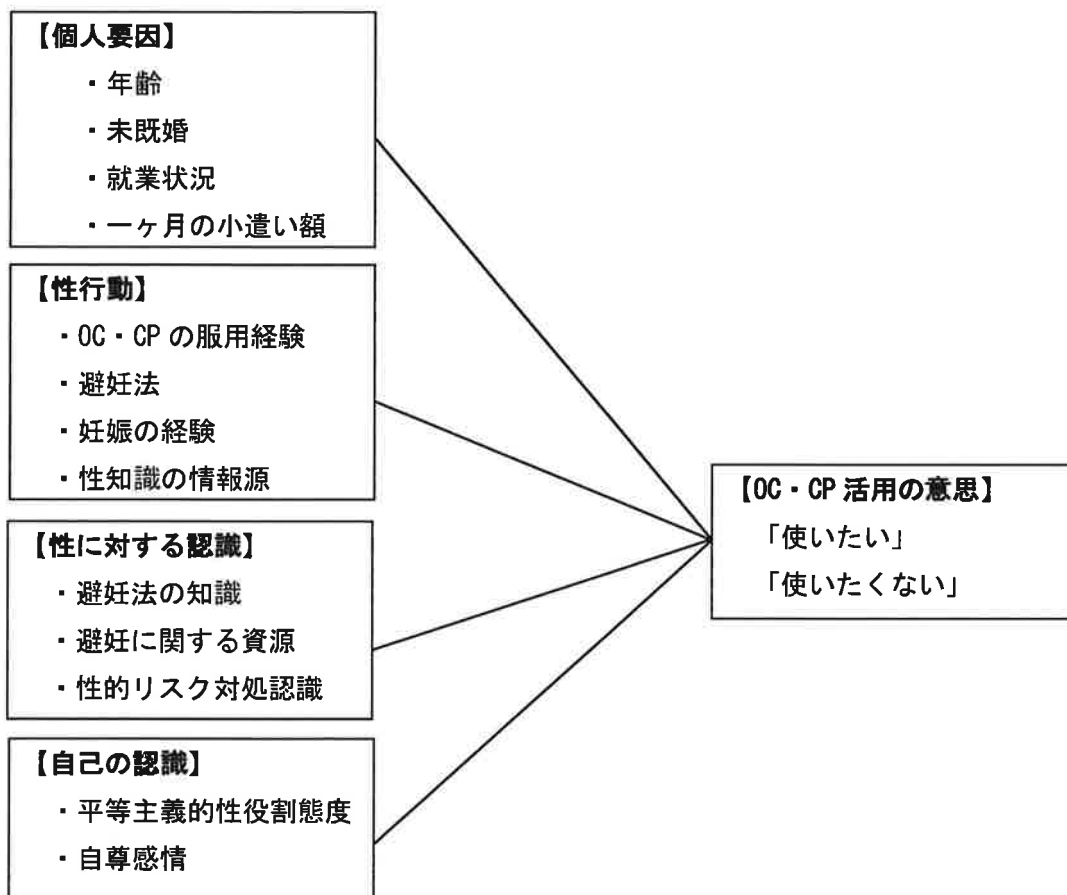 【個人要因】
・年齢
・未既婚
・就業状況
・一ヶ月の小遣い額
【性行動】
・OC・CPの服用経験
・避妊法
・妊娠の経験
・性知識の情報源
【性に対する認識】
・避妊法の知識
・避妊に関する資源
・性的リスク対処認識
【自己の認識】
・平等主義的性役割態度
・自尊感情
【OC・CP活用の意思】
「使いたい」
「使いたくない」